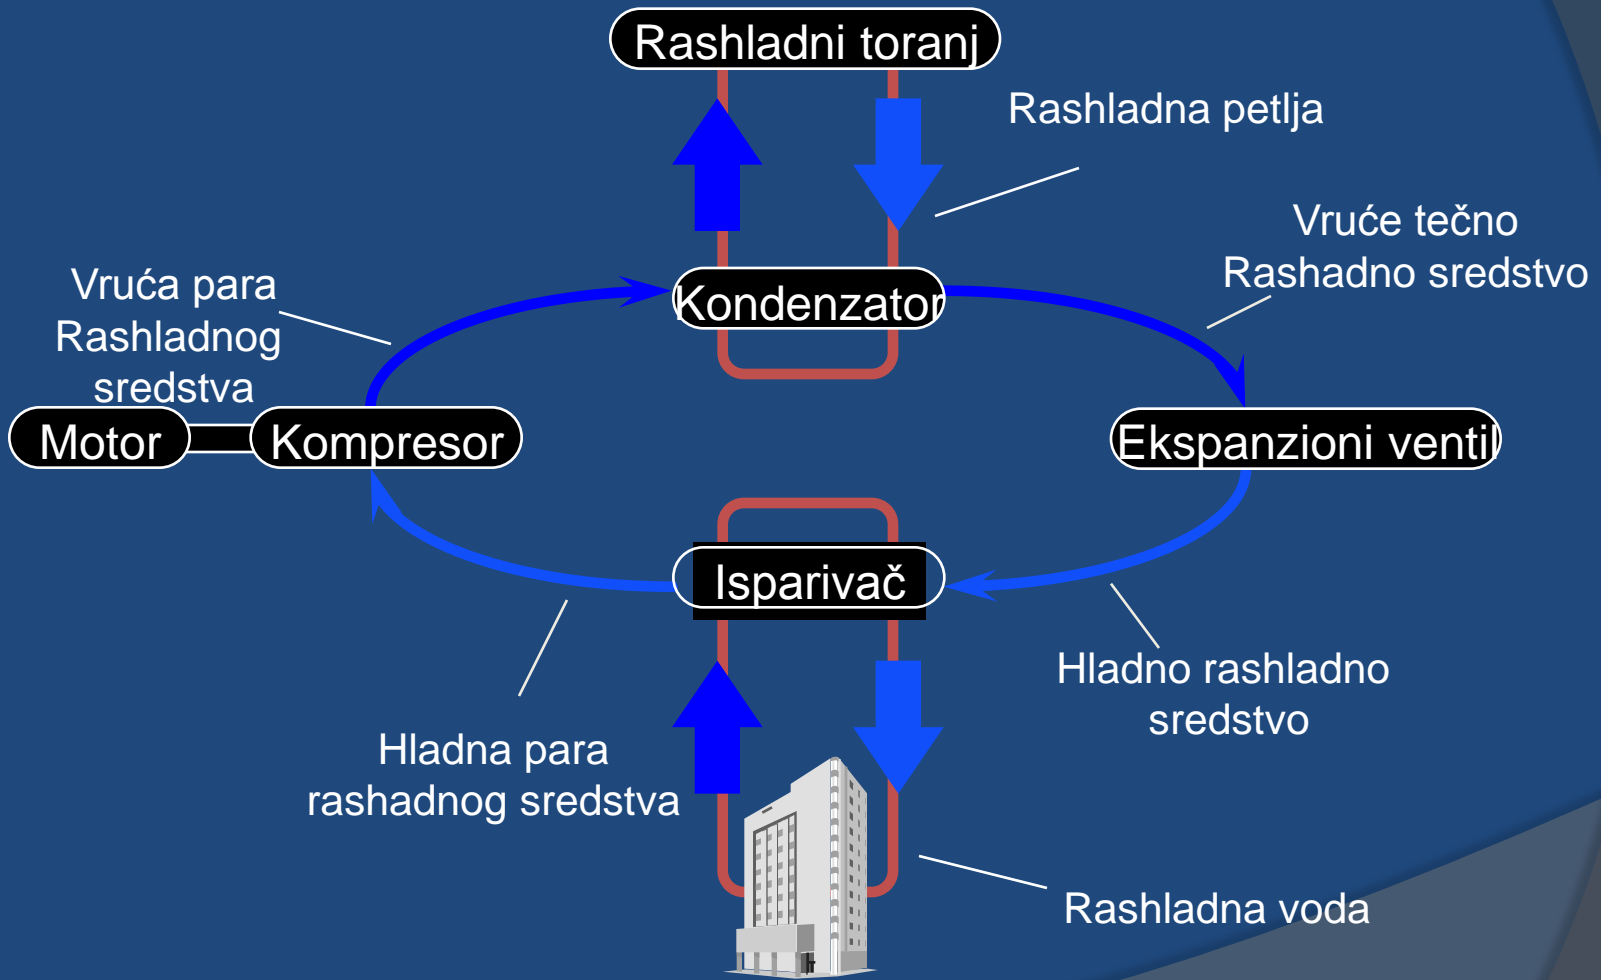 Rashladni toranj
Rashladna petlja
Vruće tečno
Rashadno sredstvo
Vruća para
Rashladnog
sredstva
Kondenzator
Motor
Kompresor
Ekspanzioni ventil
Isparivač
Hladno rashladno
sredstvo
Hladna para
rashadnog sredstva
Rashladna voda